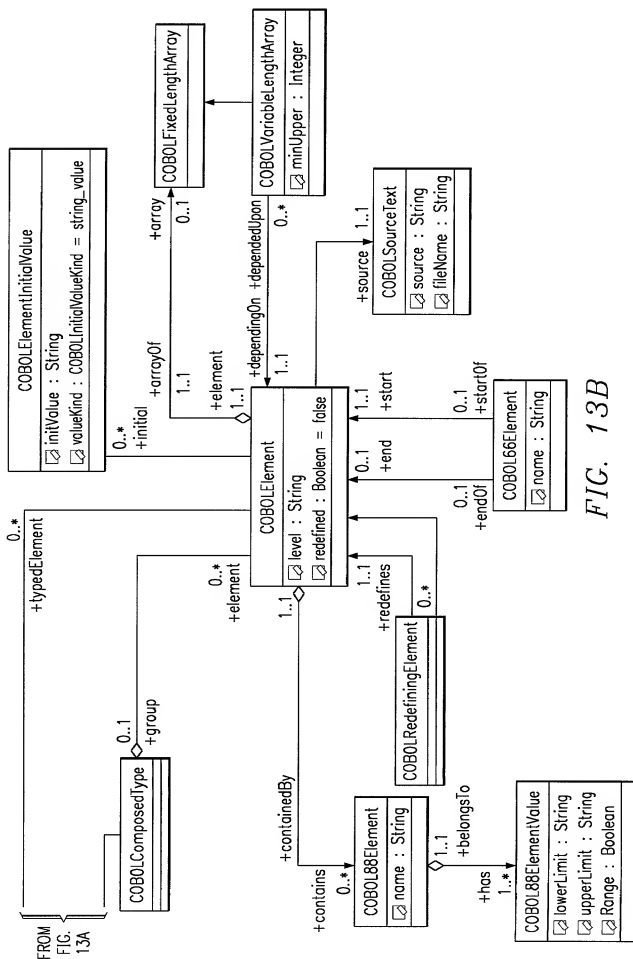 FROM
FIG.
13A
0..*
+typedElement
COBOLComposedType
0..1
+group
0..*
+element
COBOLElementInitialValue
initValue : String
valueKind : COBOLInitialValueKind = string_value
0..*
+initial
COBOLElement
level : String
redefined : Boolean = false
COBOLFixedLengthArray
+array
0..1
+arrayOf
1..1
+element
1..1
COBOLVariableLengthArray
minUpper : Integer
+dependedUpon
0..*
+dependingOn
1..1
COBOLSourceText
source : String
fileName : String
+source
1..1
1..1
+containedBy
+contains
0..*
COBOL88Element
name : String
1..1
+belongsTo
+has
1..*
COBOL88ElementValue
lowerLimit : String
upperLimit : String
Range : Boolean
COBOLRedefiningElement
1..1
+redefines
0..*
COBOL66Element
name : String
0..1
+end
0..1
+endOf
1..1
+start
0..1
+startOf
FIG. 13B